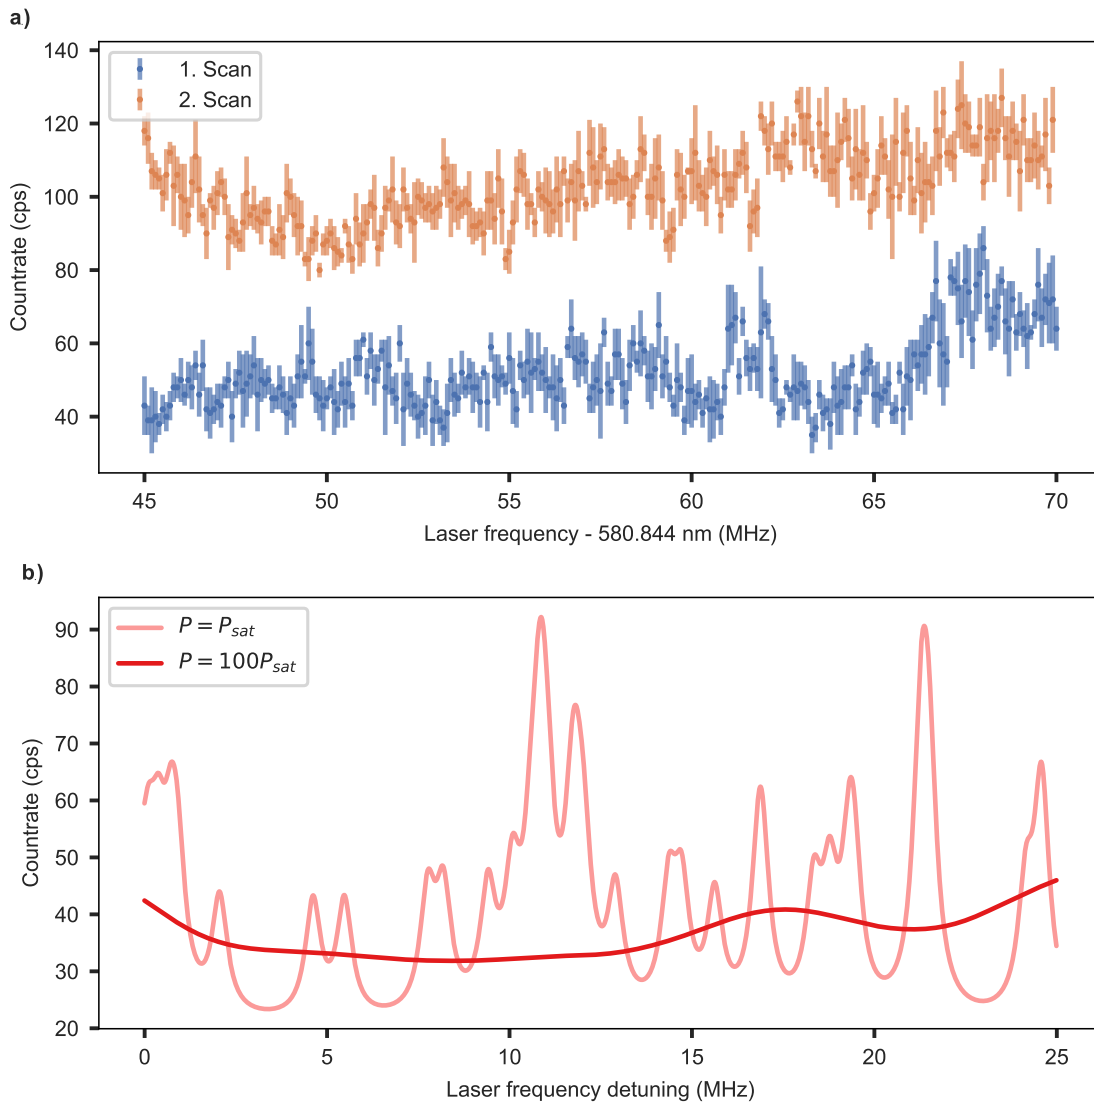 a)
140
120
100
80
60
40
Countrate (cps)
1. Scan
2. Scan
45
50
55
60
65
70
Laser frequency - 580.844 nm (MHz)
b)
90
80
70
60
50
40
30
20
Countrate (cps)
P = P_sat
P = 100P_sat
0
5
10
15
20
25
Laser frequency detuning (MHz)